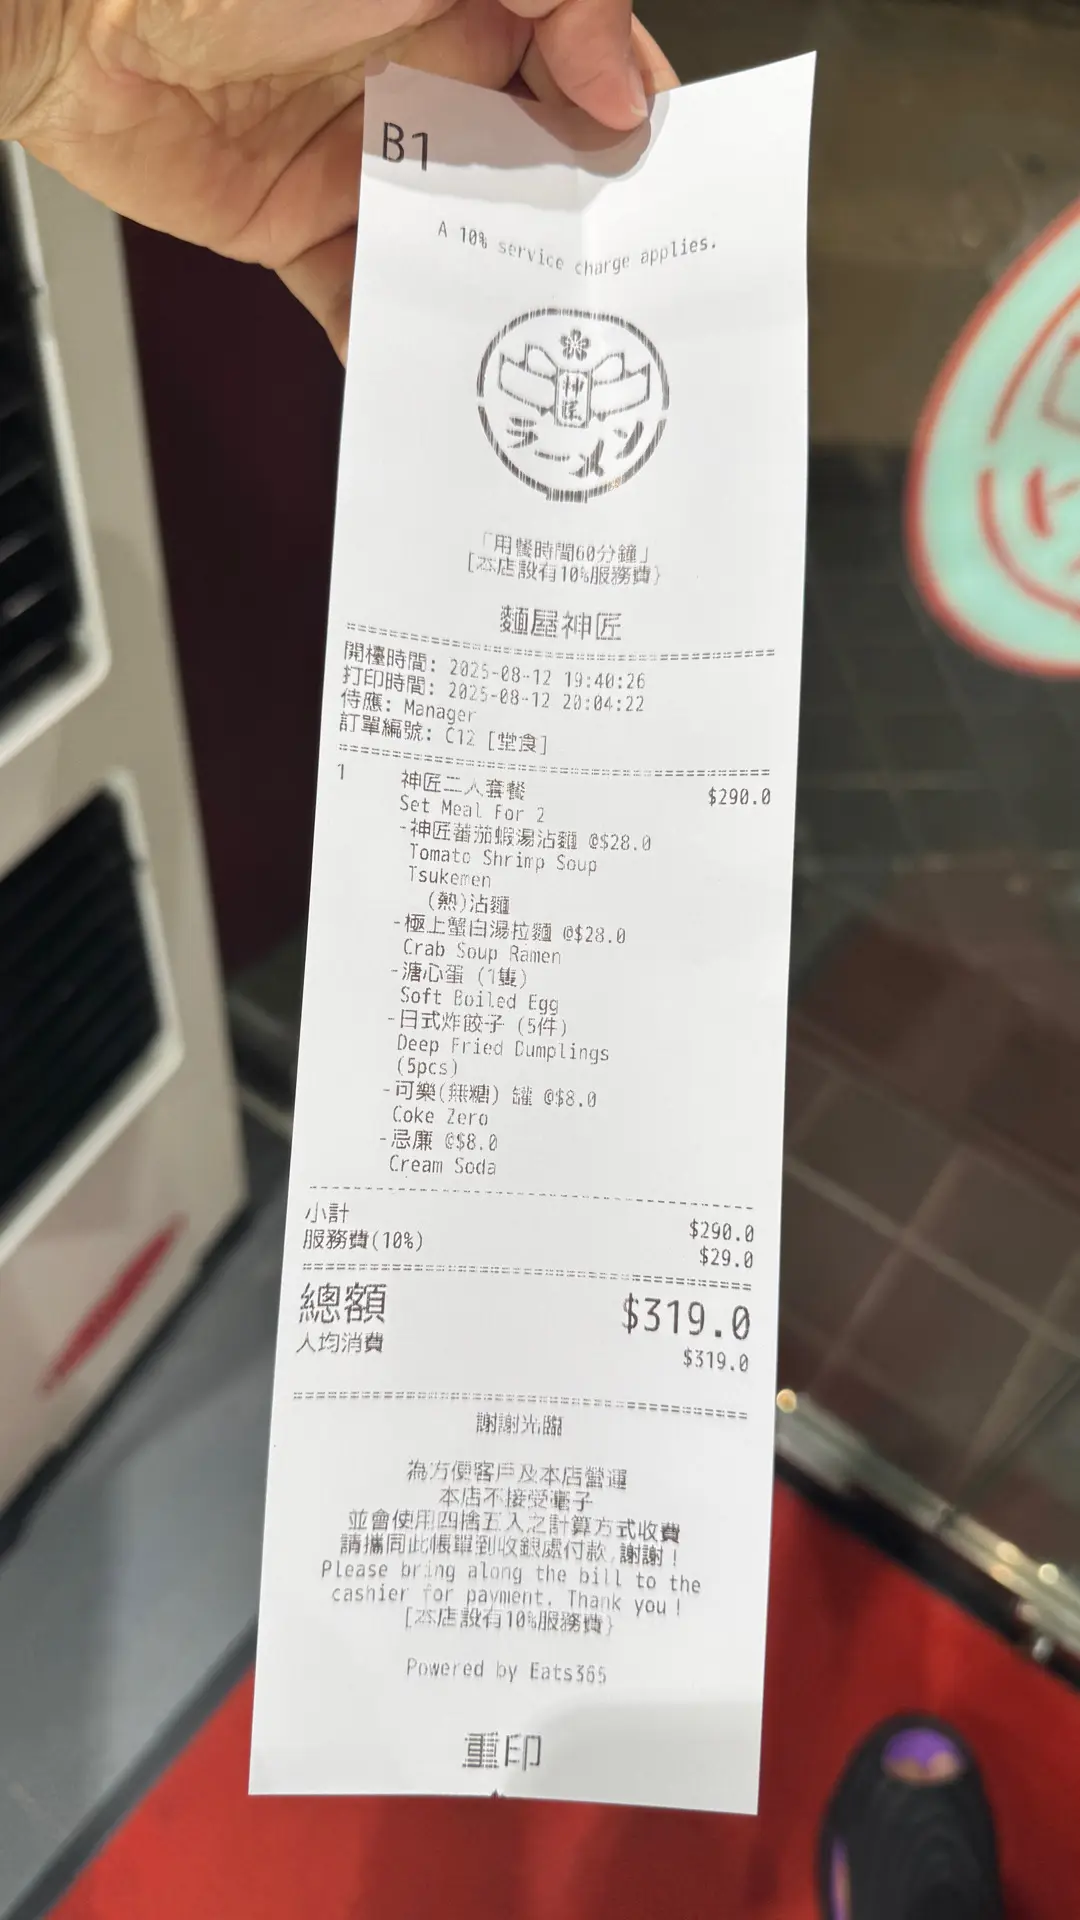 B1
A 10% service charge applies.
神匠
ラーメン
「用餐時間60分鐘」
[本店設有10%服務費}
麵屋神匠
開檯時間: 2025-08-12 19:40:26
打印時間: 2025-08-12 20:04:22
侍應: Manager
訂單編號: C12 [堂食]
1 神匠二人套餐 $290.0
Set Meal For 2
-神匠蕃茄蝦湯沾麵 @$28.0
Tomato Shrimp Soup
Tsukemen
(熱)沾麵
-極上蟹白湯拉麵 @$28.0
Crab Soup Ramen
-溏心蛋 (1隻)
Soft Boiled Egg
-日式炸餃子 (5件)
Deep Fried Dumplings
(5pcs)
-可樂(無糖) 罐 @$8.0
Coke Zero
-忌廉 @$8.0
Cream Soda
小計 $290.0
服務費(10%) $29.0
總額 $319.0
人均消費 $319.0
謝謝光臨
為方便客戶及本店營運
本店不接受毫子
並會使用四捨五入之計算方式收費
請攜同此帳單到收銀處付款,謝謝!
Please bring along the bill to the
cashier for payment. Thank you!
[本店設有10%服務費}
Powered by Eats365
重印